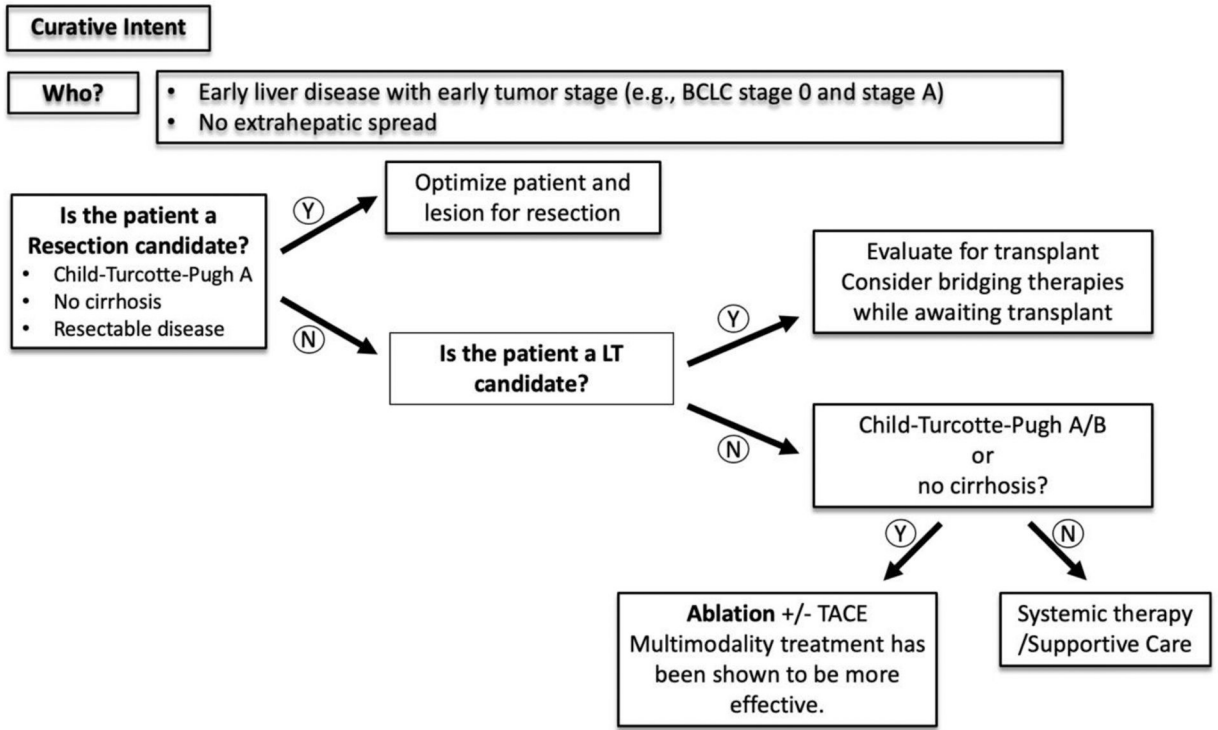 Curative Intent
Who?
• Early liver disease with early tumor stage (e.g., BCLC stage 0 and stage A)
• No extrahepatic spread
Is the patient a
Resection candidate?
• Child-Turcotte-Pugh A
• No cirrhosis
• Resectable disease
Y
Optimize patient and
lesion for resection
N
Is the patient a LT
candidate?
Y
Evaluate for transplant
Consider bridging therapies
while awaiting transplant
N
Child-Turcotte-Pugh A/B
or
no cirrhosis?
Y
Ablation +/- TACE
Multimodality treatment has
been shown to be more
effective.
N
Systemic therapy
/Supportive Care